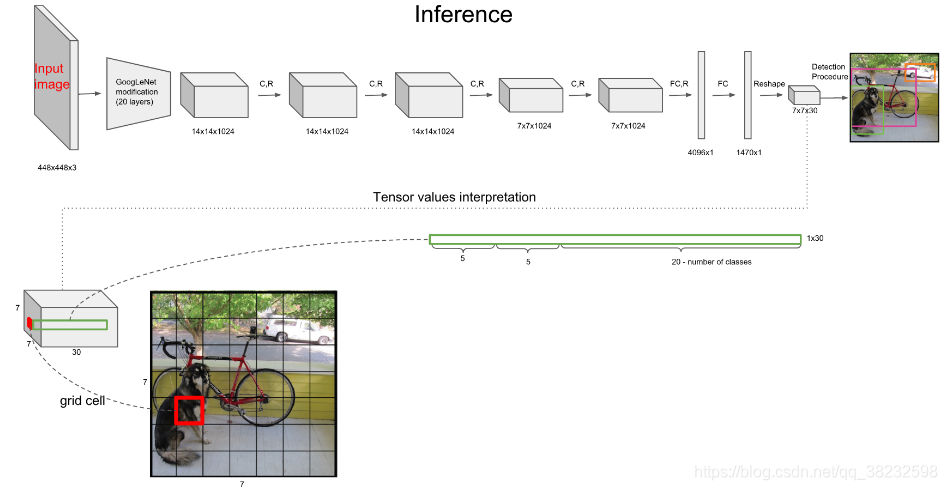 Inference
Input
image
448x448x3
GoogLeNet
modification
(20 layers)
14x14x1024
C,R
14x14x1024
C,R
14x14x1024
C,R
7x7x1024
C,R
7x7x1024
FC,R
4096x1
FC
1470x1
Reshape
7x7x30
Detection
Procedure
Tensor values interpretation
1x30
5
5
20 - number of classes
7
7
30
grid cell
7
7
https://blog.csdn.net/qq_38232598